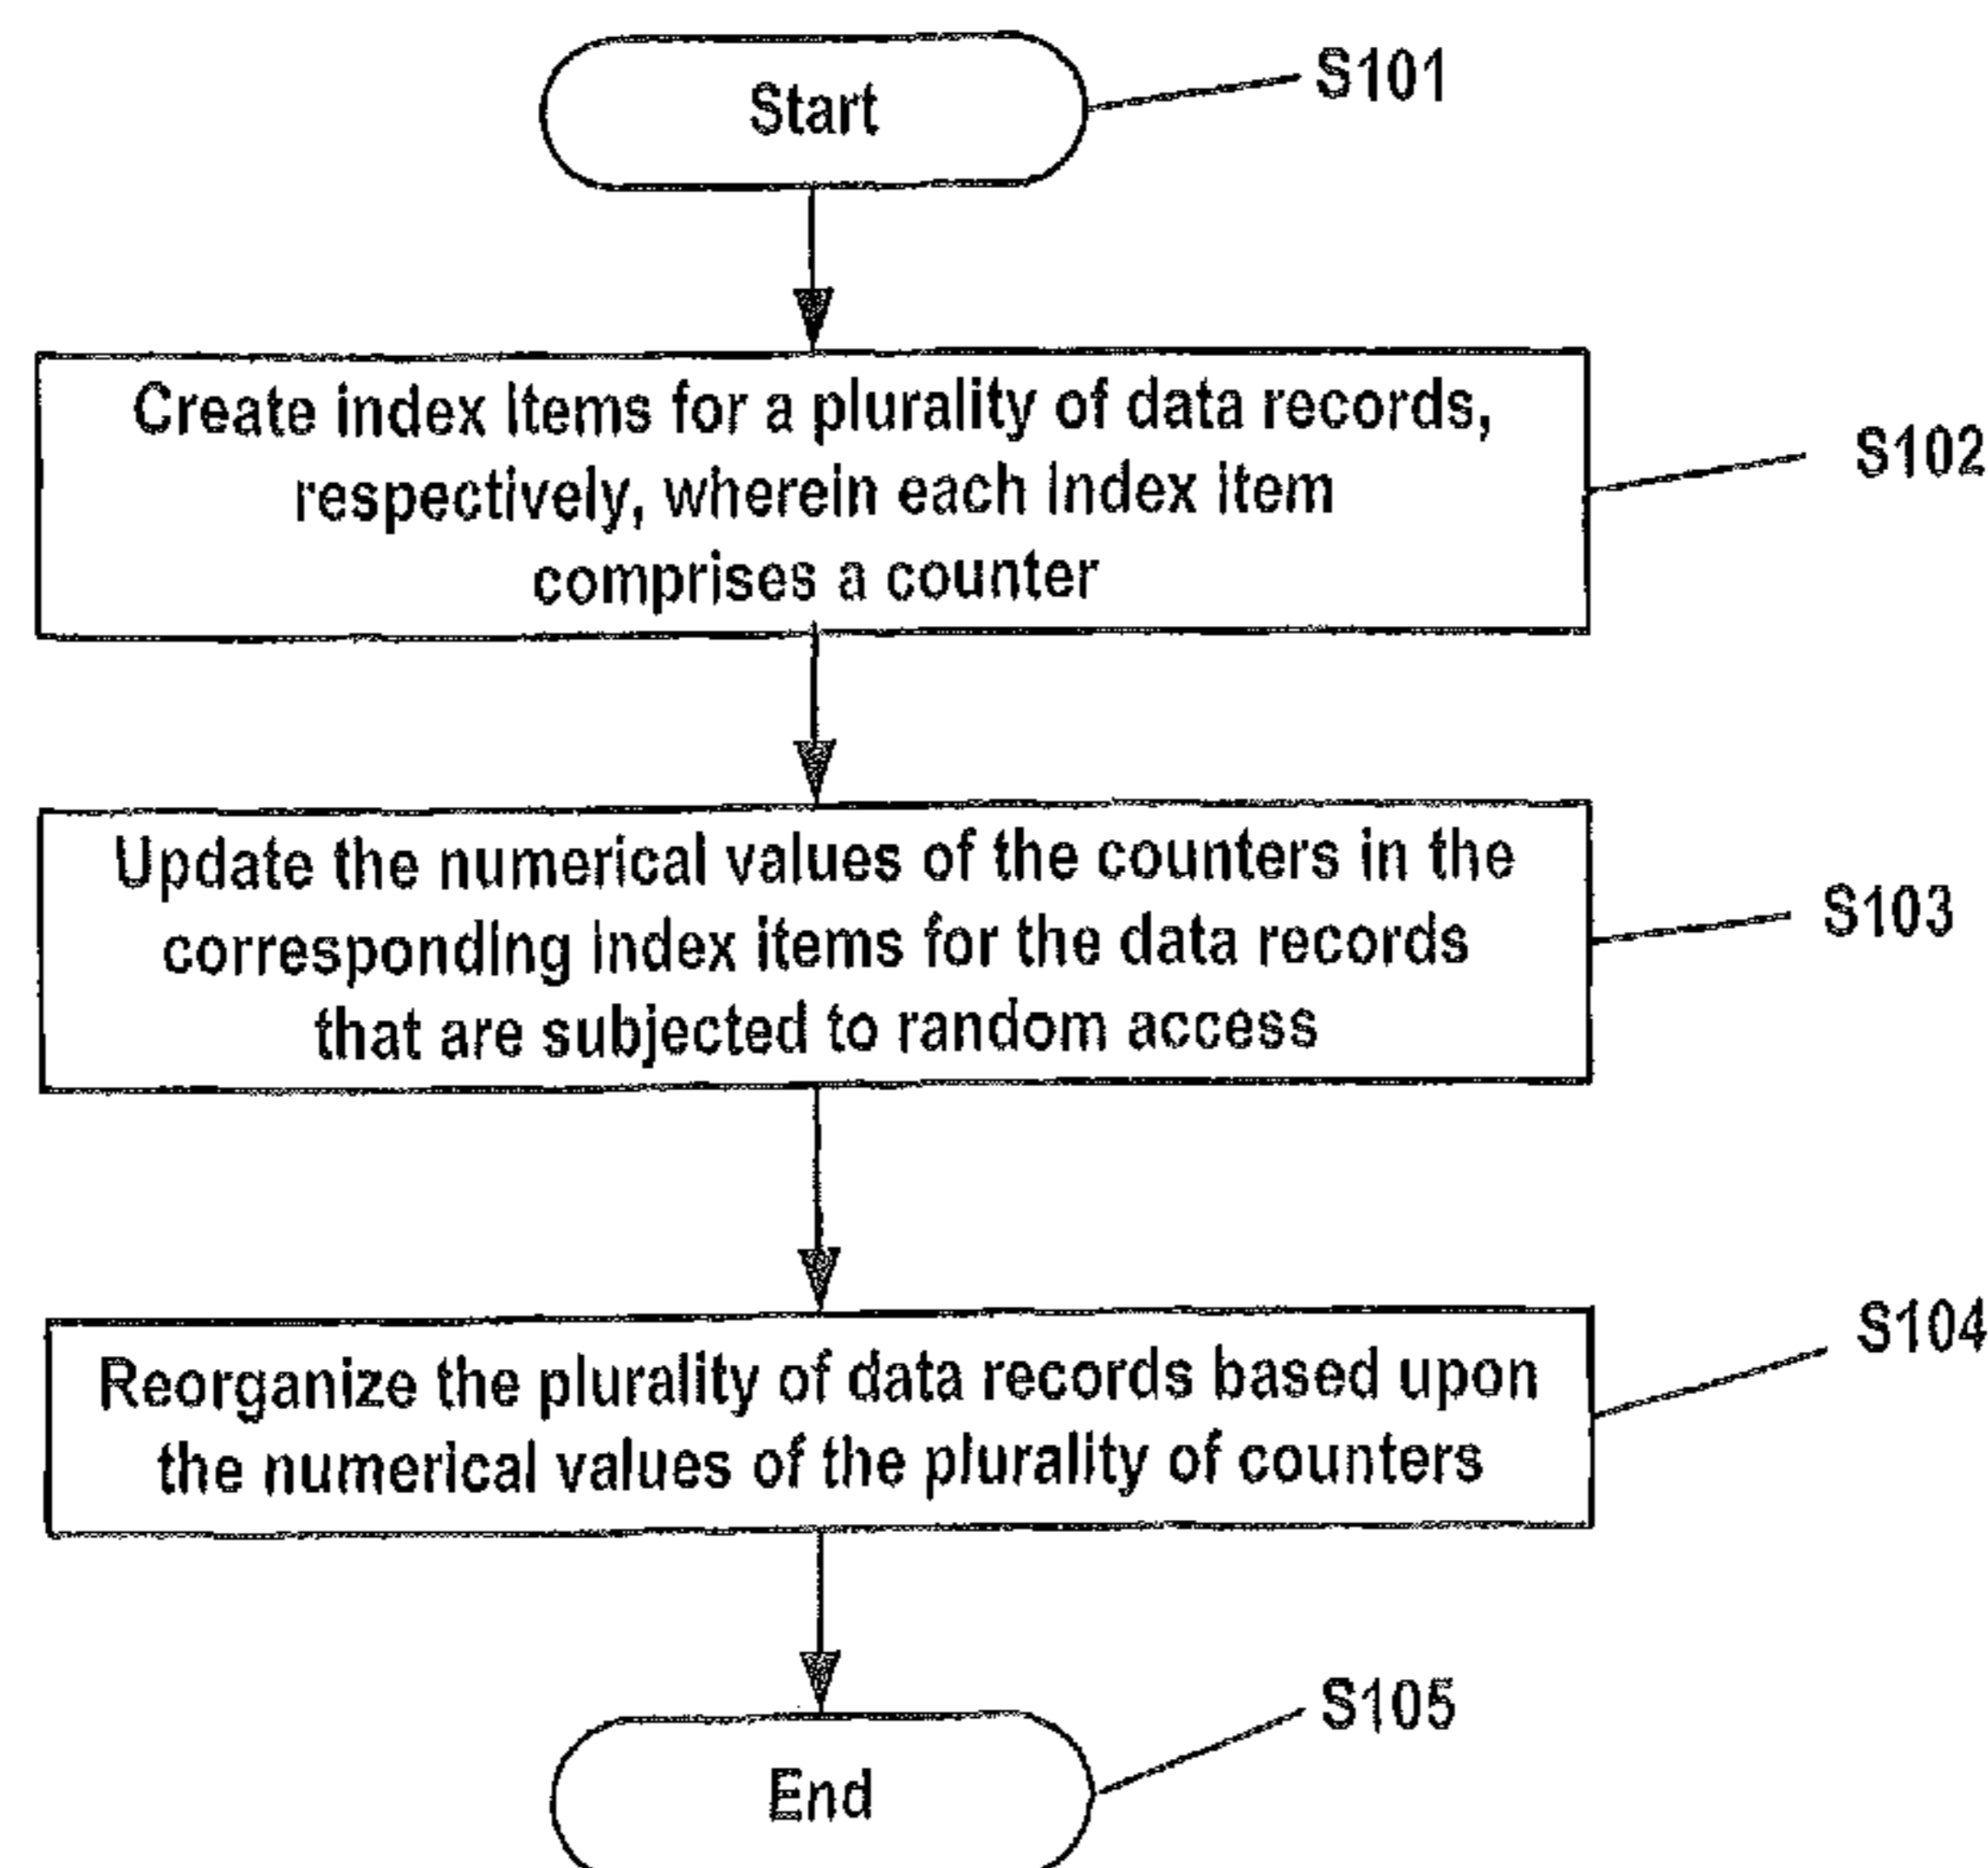 Start
S101
Create index items for a plurality of data records,
respectively, wherein each index item
comprises a counter
S102
Update the numerical values of the counters in the
corresponding index items for the data records
that are subjected to random access
S103
Reorganize the plurality of data records based upon
the numerical values of the plurality of counters
S104
End
S105